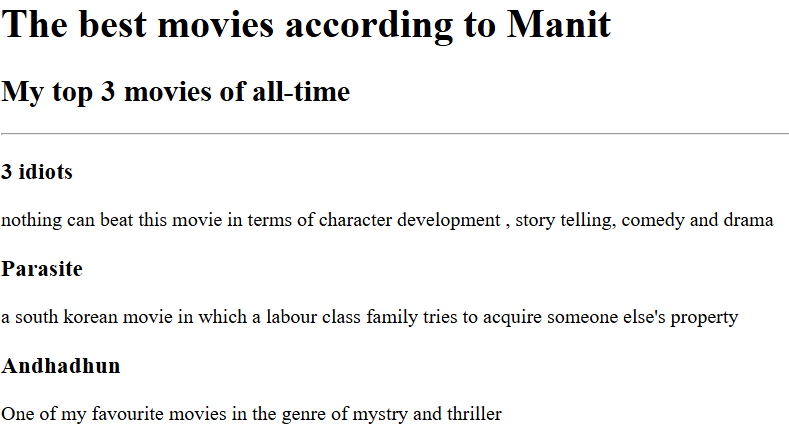 The best movies according to Manit
My top 3 movies of all-time
3 idiots
nothing can beat this movie in terms of character development , story telling, comedy and drama
Parasite
a south korean movie in which a labour class family tries to acquire someone else's property
Andhadhun
One of my favourite movies in the genre of mystry and thriller